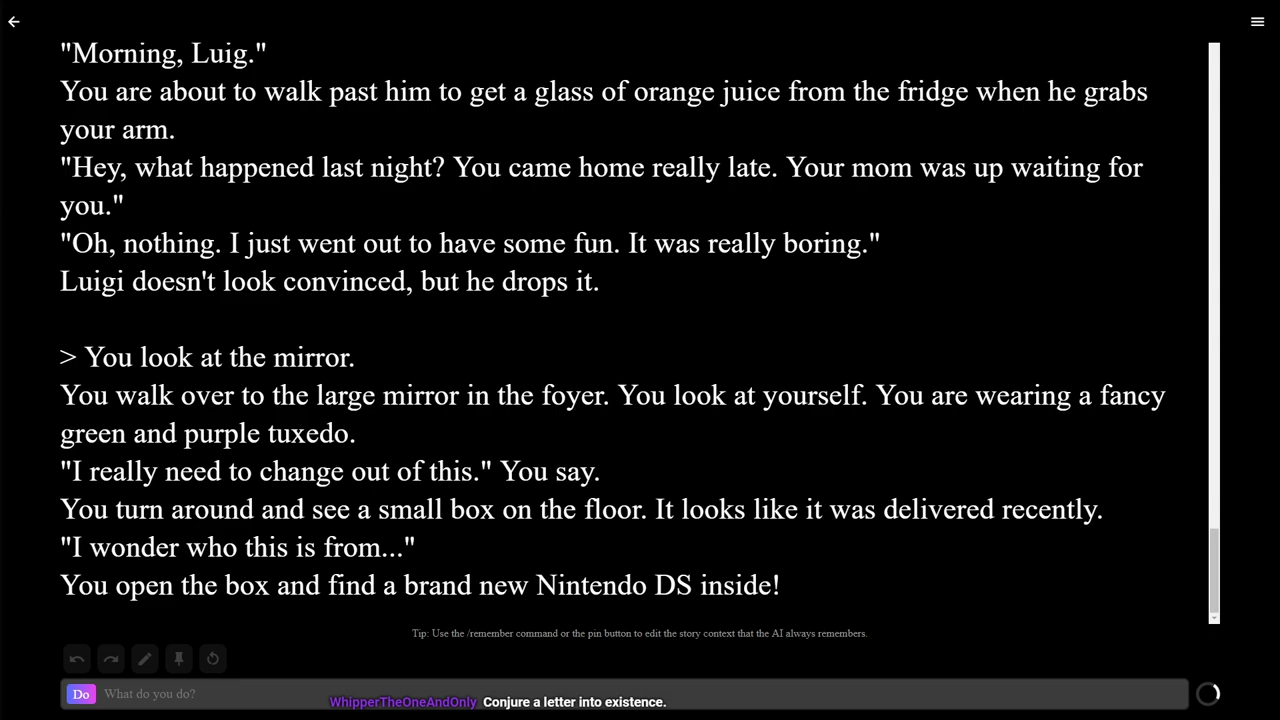 "Morning, Luig."
You are about to walk past him to get a glass of orange juice from the fridge when he grabs
your arm.
"Hey, what happened last night? You came home really late. Your mom was up waiting for
you."
"Oh, nothing. I just went out to have some fun. It was really boring."
Luigi doesn't look convinced, but he drops it.
> You look at the mirror.
You walk over to the large mirror in the foyer. You look at yourself. You are wearing a fancy
green and purple tuxedo.
"I really need to change out of this." You say.
You turn around and see a small box on the floor. It looks like it was delivered recently.
"I wonder who this is from..."
You open the box and find a brand new Nintendo DS inside!
Tip: Use the /remember command or the pin button to edit the story context that the AI always remembers.
Do What do you do?
WhipperTheOneAndOnly Conjure a letter into existence.